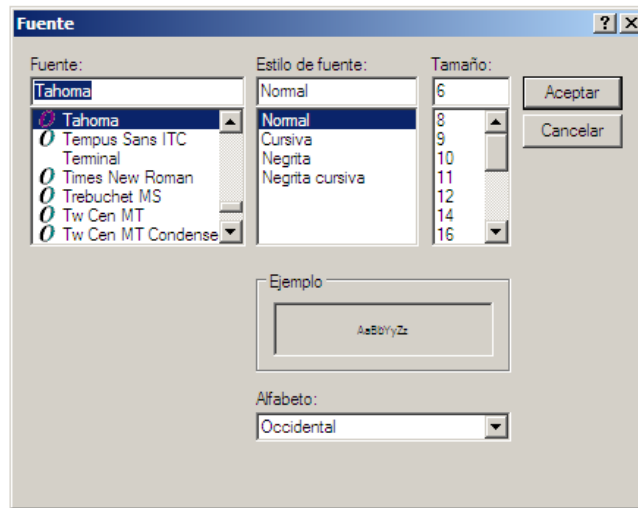 Fuente
Fuente:
Tahoma
Tahoma
Tempus Sans ITC
Terminal
Times New Roman
Trebuchet MS
Tw Cen MT
Tw Cen MT Condense
Estilo de fuente:
Normal
Normal
Cursiva
Negrita
Negrita cursiva
Tamaño:
6
8
9
10
11
12
14
16
Aceptar
Cancelar
Ejemplo
AaBbYyZz
Alfabeto:
Occidental